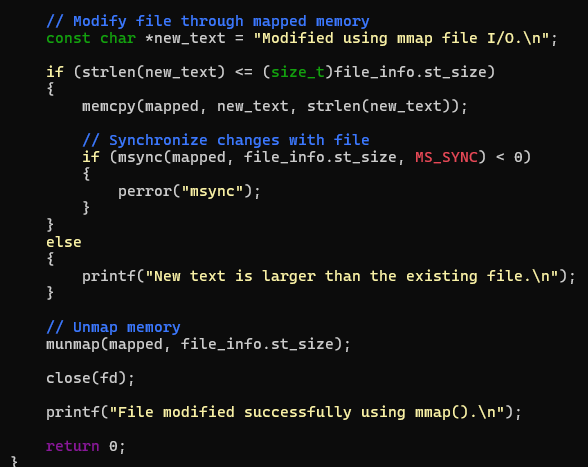 // Modify file through mapped memory
const char *new_text = "Modified using mmap file I/O.\n";
if (strlen(new_text) <= (size_t)file_info.st_size)
{
memcpy(mapped, new_text, strlen(new_text));
// Synchronize changes with file
if (msync(mapped, file_info.st_size, MS_SYNC) < 0)
{
perror("msync");
}
}
else
{
printf("New text is larger than the existing file.\n");
}
// Unmap memory
munmap(mapped, file_info.st_size);
close(fd);
printf("File modified successfully using mmap().\n");
return 0;
}